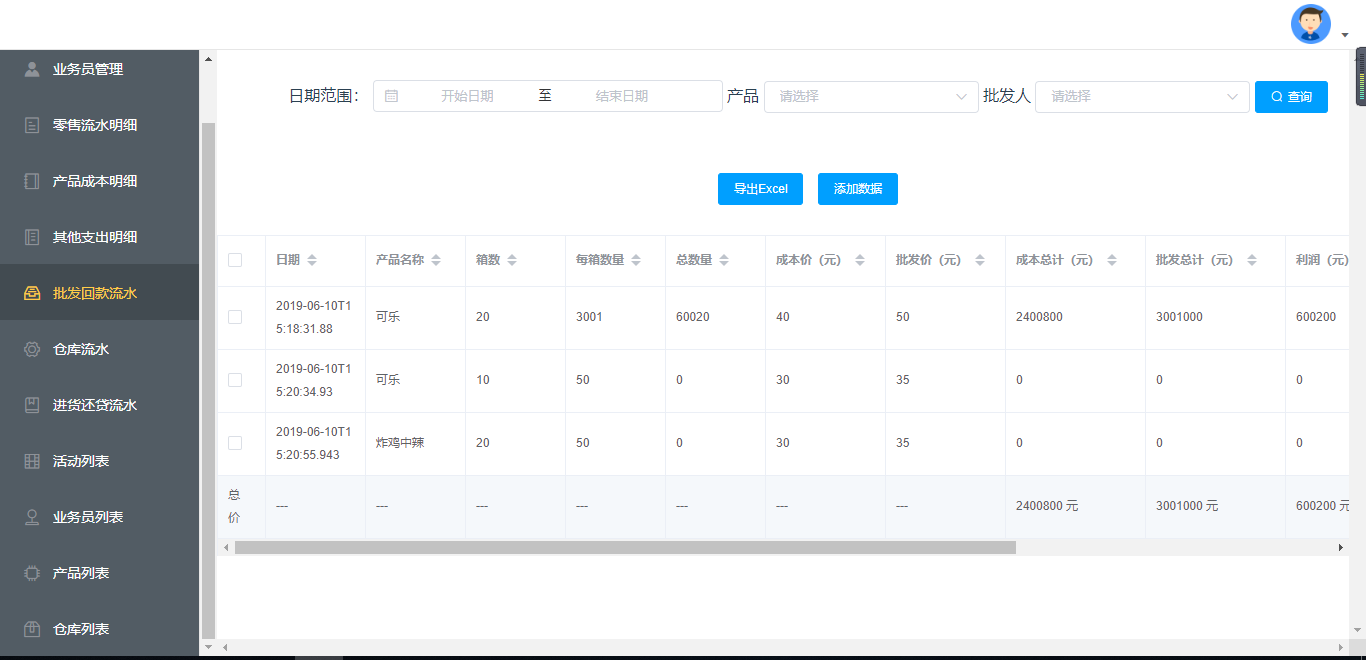 业务员管理
零售流水明细
产品成本明细
其他支出明细
批发回款流水
仓库流水
进货还贷流水
活动列表
业务员列表
产品列表
仓库列表
日期范围： 开始日期 至 结束日期 产品 请选择 批发人 请选择 查询
导出Excel 添加数据
日期 产品名称 箱数 每箱数量 总数量 成本价（元） 批发价（元） 成本总计（元） 批发总计（元） 利润（元）
2019-06-10T1
5:18:31.88
可乐 20 3001 60020 40 50 2400800 3001000 600200
2019-06-10T1
5:20:34.93
可乐 10 50 0 30 35 0 0 0
2019-06-10T1
5:20:55.943
炸鸡中辣 20 50 0 30 35 0 0 0
总
价
--- --- --- --- --- --- --- 2400800 元 3001000 元 600200 元